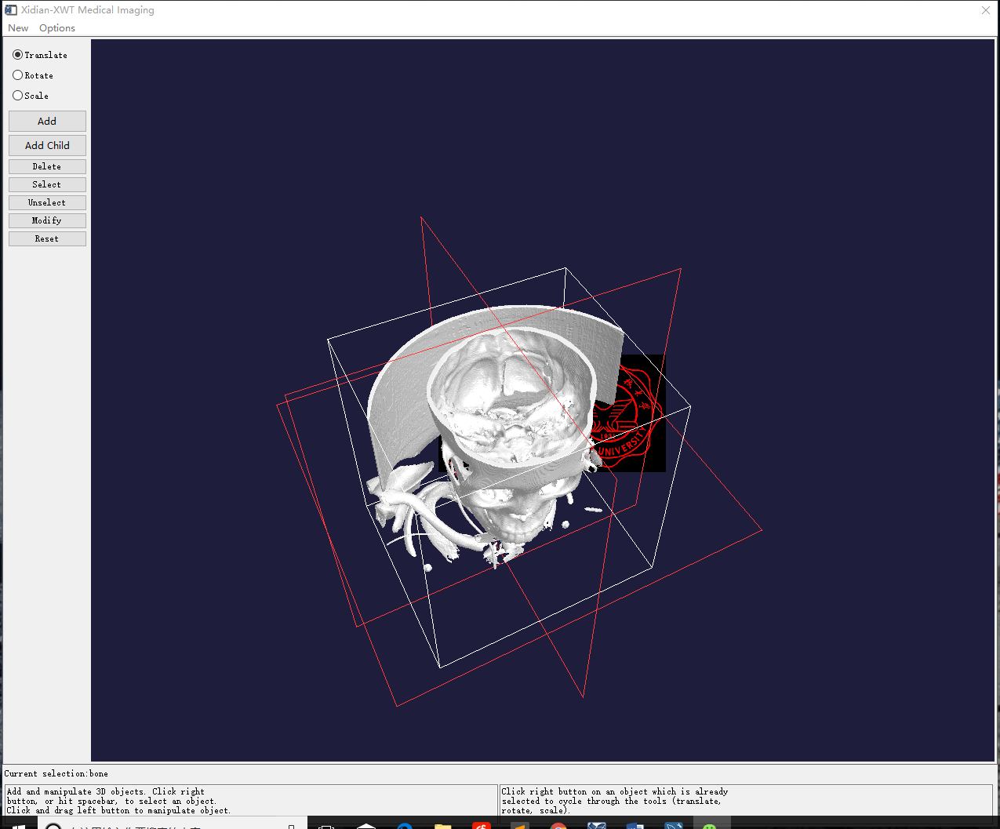 Xidian-XWT Medical Imaging
New Options
Translate
Rotate
Scale
Add
Add Child
Delete
Select
Unselect
Modify
Reset
1931
UNIVERSITY
Current selection:bone
Add and manipulate 3D objects. Click right
button, or hit spacebar, to select an object.
Click and drag left button to manipulate object.
Click right button on an object which is already
selected to cycle through the tools (translate,
rotate, scale).